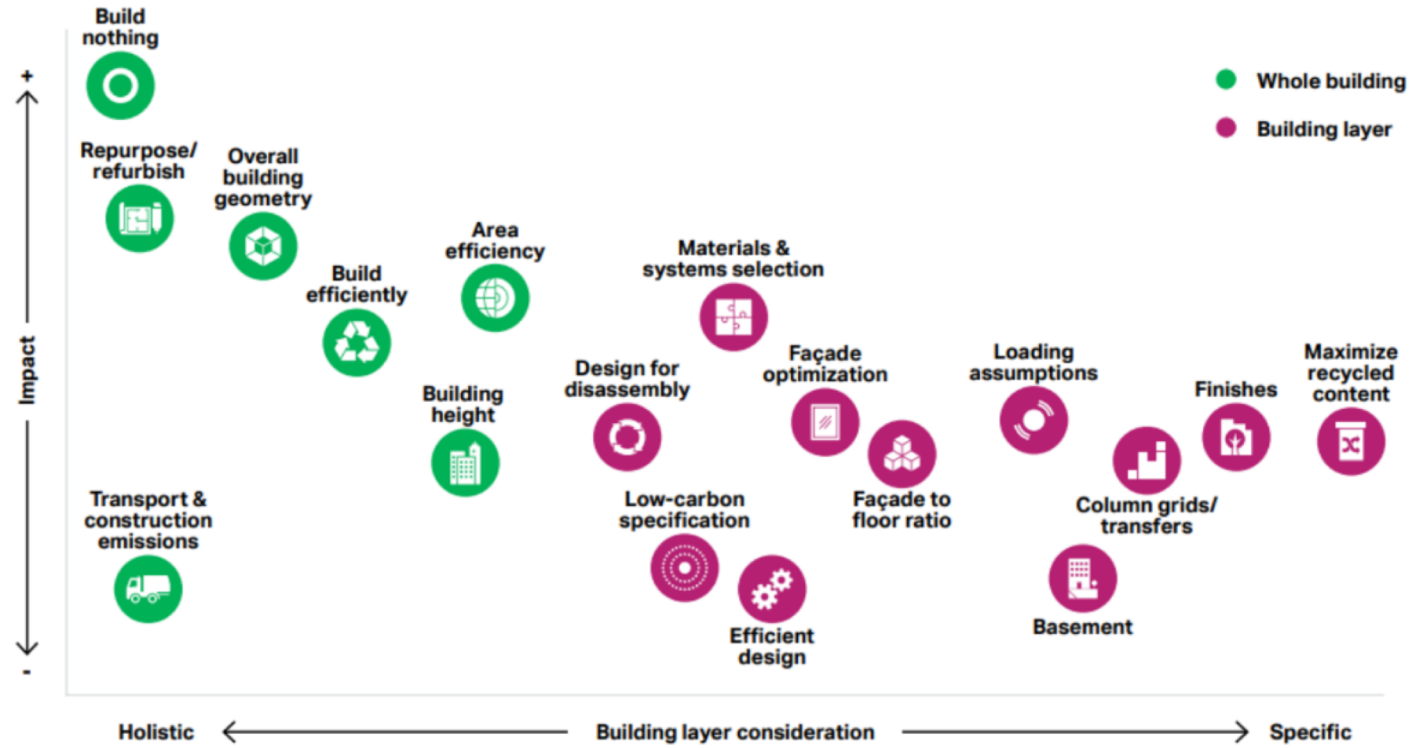 Build
nothing
+
Whole building
Building layer
Repurpose/
refurbish
Overall
building
geometry
Area
efficiency
Materials &
systems selection
Build
efficiently
Design for
disassembly
Façade
optimization
Loading
assumptions
Finishes
Maximize
recycled
content
Impact
Building
height
Transport &
construction
emissions
Low-carbon
specification
Façade to
floor ratio
Column grids/
transfers
Efficient
design
Basement
-
Holistic
Building layer consideration
Specific